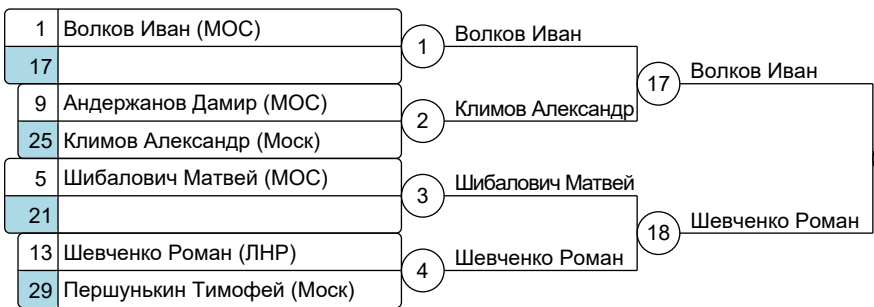 1 Волков Иван (МОС)
17
9 Андержанов Дамир (МОС)
25 Климов Александр (Моск)
5 Шибалович Матвей (МОС)
21
13 Шевченко Роман (ЛНР)
29 Першунькин Тимофей (Моск)
1 Волков Иван
2 Климов Александр
3 Шибалович Матвей
4 Шевченко Роман
17 Волков Иван
18 Шевченко Роман